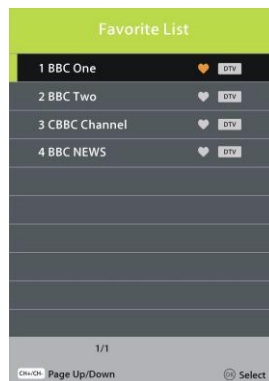 Favorite List
1 BBC One DTV
2 BBC Two DTV
3 CBBC Channel DTV
4 BBC NEWS DTV
1/1
CH+/CH- Page Up/Down OK Select